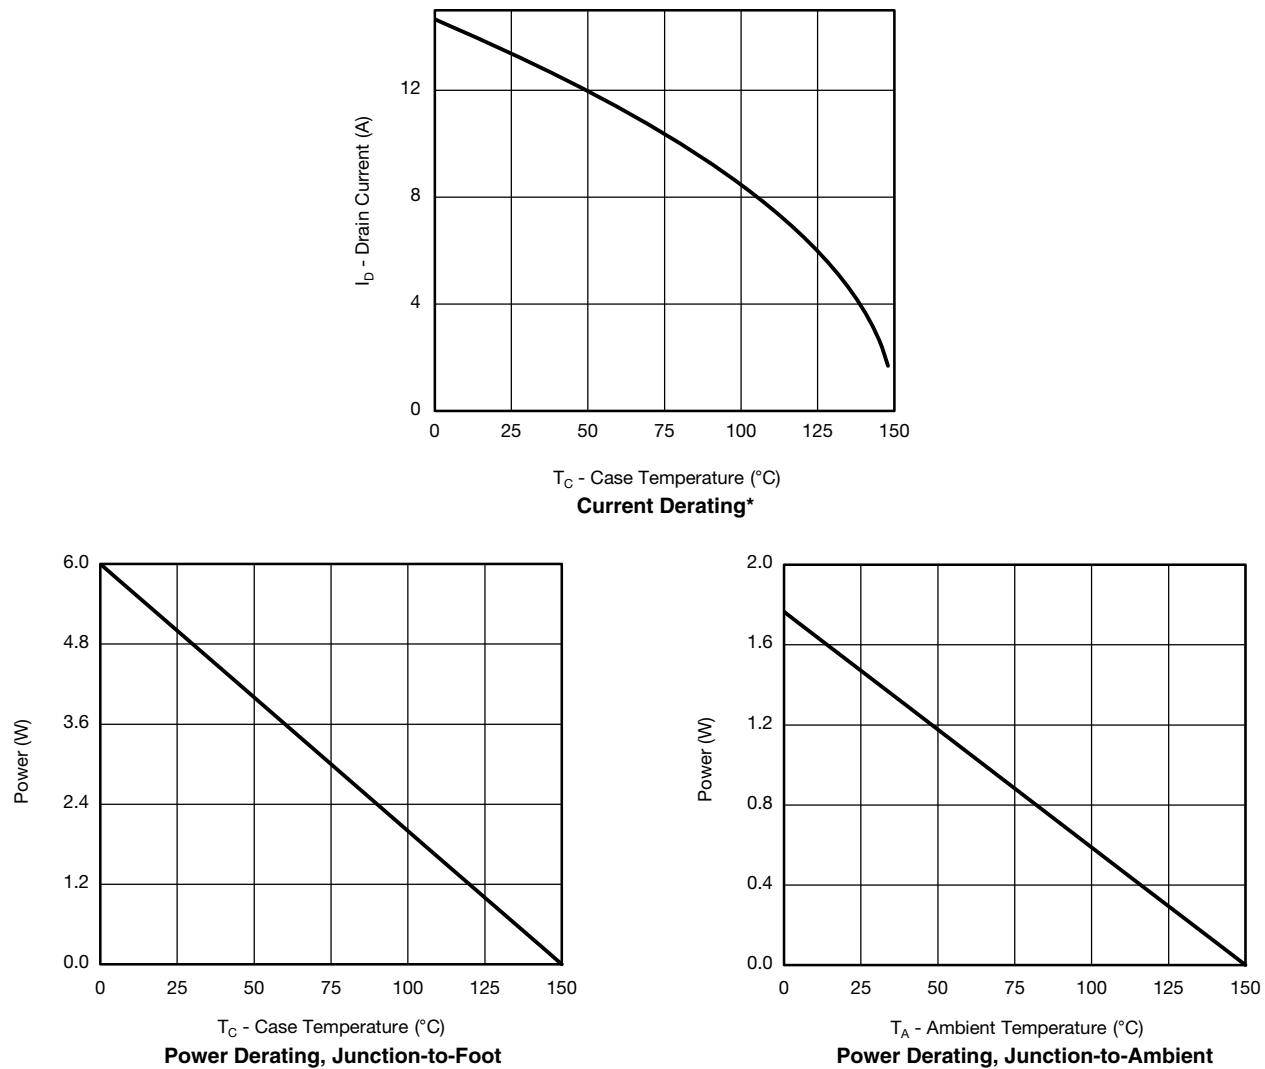 12
8
4
0
0 25 50 75 100 125 150
I_D - Drain Current (A)
T_C - Case Temperature (°C)
Current Derating*
6.0
4.8
3.6
2.4
1.2
0.0
0 25 50 75 100 125 150
Power (W)
T_C - Case Temperature (°C)
Power Derating, Junction-to-Foot
2.0
1.6
1.2
0.8
0.4
0.0
0 25 50 75 100 125 150
Power (W)
T_A - Ambient Temperature (°C)
Power Derating, Junction-to-Ambient